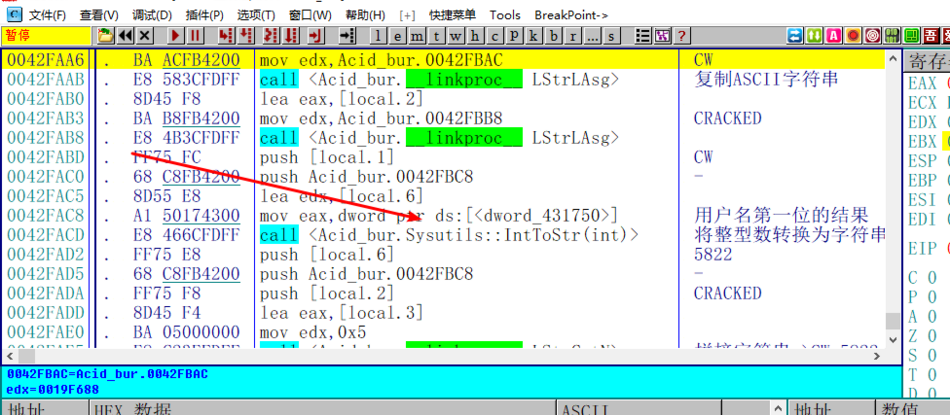 C 文件(F) 查看(V) 调试(D) 插件(P) 选项(T) 窗口(W) 帮助(H) [+] 快捷菜单 Tools BreakPoint->
暂停 l e m t w h c p k b r ... s ?
0042FAA6 . BA ACFB4200 mov edx,Acid_bur.0042FBAC CW
0042FAAB . E8 583CFDFF call <Acid_bur.__linkproc__ LStrLAsg> 复制ASCII字符串
0042FAB0 . 8D45 F8 lea eax,[local.2]
0042FAB3 . BA B8FB4200 mov edx,Acid_bur.0042FBB8 CRACKED
0042FAB8 . E8 4B3CFDFF call <Acid_bur.__linkproc__ LStrLAsg>
0042FABD . FF75 FC push [local.1] CW
0042FAC0 . 68 C8FB4200 push Acid_bur.0042FBC8 -
0042FAC5 . 8D55 E8 lea edx,[local.6]
0042FAC8 . A1 50174300 mov eax,dword ptr ds:[<dword_431750>] 用户名第一位的结果
0042FACD . E8 466CFDFF call <Acid_bur.Sysutils::IntToStr(int)> 将整型数转换为字符串
0042FAD2 . FF75 E8 push [local.6] 5822
0042FAD5 . 68 C8FB4200 push Acid_bur.0042FBC8 -
0042FADA . FF75 F8 push [local.2] CRACKED
0042FADD . 8D45 F4 lea eax,[local.3]
0042FAE0 . BA 05000000 mov edx,0x5
0042FBAC=Acid_bur.0042FBAC
edx=0019F688
寄存
EAX
ECX
EDX
EBX
ESP
EBP
ESI
EDI
EIP
C 0
P 0
A 0
Z 0
S 0
T 0
D 0
地址 HEX 数据 ASCII 地址 数值